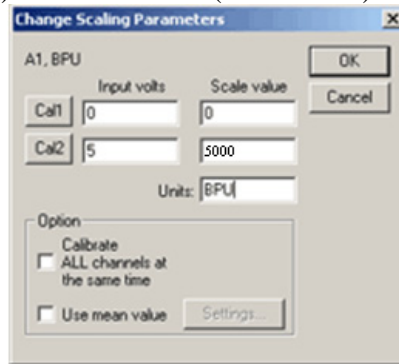 Change Scaling Parameters
A1, BPU
OK
Input volts Scale value
Cancel
Cal1 0 0
Cal2 5 5000
Units: BPU
Option
Calibrate
ALL channels at
the same time
Use mean value Settings...